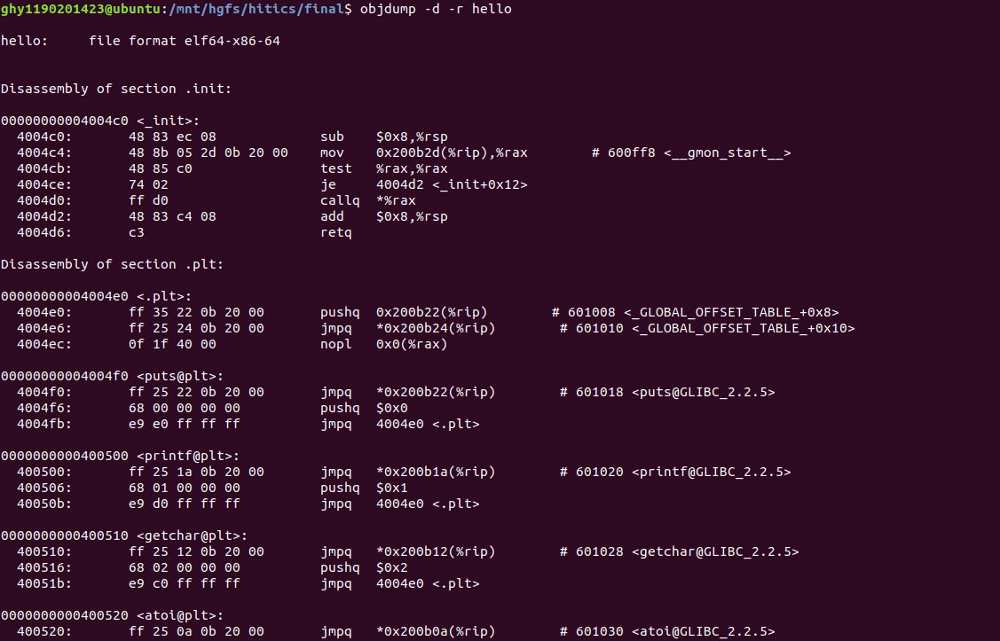 ghy1190201423@ubuntu:/mnt/hgfs/hitics/final$ objdump -d -r hello
hello:     file format elf64-x86-64
Disassembly of section .init:
00000000004004c0 <_init>:
  4004c0:       48 83 ec 08             sub    $0x8,%rsp
  4004c4:       48 8b 05 2d 0b 20 00    mov    0x200b2d(%rip),%rax        # 600ff8 <__gmon_start__>
  4004cb:       48 85 c0                test   %rax,%rax
  4004ce:       74 02                   je     4004d2 <_init+0x12>
  4004d0:       ff d0                   callq  *%rax
  4004d2:       48 83 c4 08             add    $0x8,%rsp
  4004d6:       c3                      retq
Disassembly of section .plt:
00000000004004e0 <.plt>:
  4004e0:       ff 35 22 0b 20 00       pushq  0x200b22(%rip)        # 601008 <_GLOBAL_OFFSET_TABLE_+0x8>
  4004e6:       ff 25 24 0b 20 00       jmpq   *0x200b24(%rip)        # 601010 <_GLOBAL_OFFSET_TABLE_+0x10>
  4004ec:       0f 1f 40 00             nopl   0x0(%rax)
00000000004004f0 <puts@plt>:
  4004f0:       ff 25 22 0b 20 00       jmpq   *0x200b22(%rip)        # 601018 <puts@GLIBC_2.2.5>
  4004f6:       68 00 00 00 00          pushq  $0x0
  4004fb:       e9 e0 ff ff ff          jmpq   4004e0 <.plt>
0000000000400500 <printf@plt>:
  400500:       ff 25 1a 0b 20 00       jmpq   *0x200b1a(%rip)        # 601020 <printf@GLIBC_2.2.5>
  400506:       68 01 00 00 00          pushq  $0x1
  40050b:       e9 d0 ff ff ff          jmpq   4004e0 <.plt>
0000000000400510 <getchar@plt>:
  400510:       ff 25 12 0b 20 00       jmpq   *0x200b12(%rip)        # 601028 <getchar@GLIBC_2.2.5>
  400516:       68 02 00 00 00          pushq  $0x2
  40051b:       e9 c0 ff ff ff          jmpq   4004e0 <.plt>
0000000000400520 <atoi@plt>:
  400520:       ff 25 0a 0b 20 00       jmpq   *0x200b0a(%rip)        # 601030 <atoi@GLIBC_2.2.5>